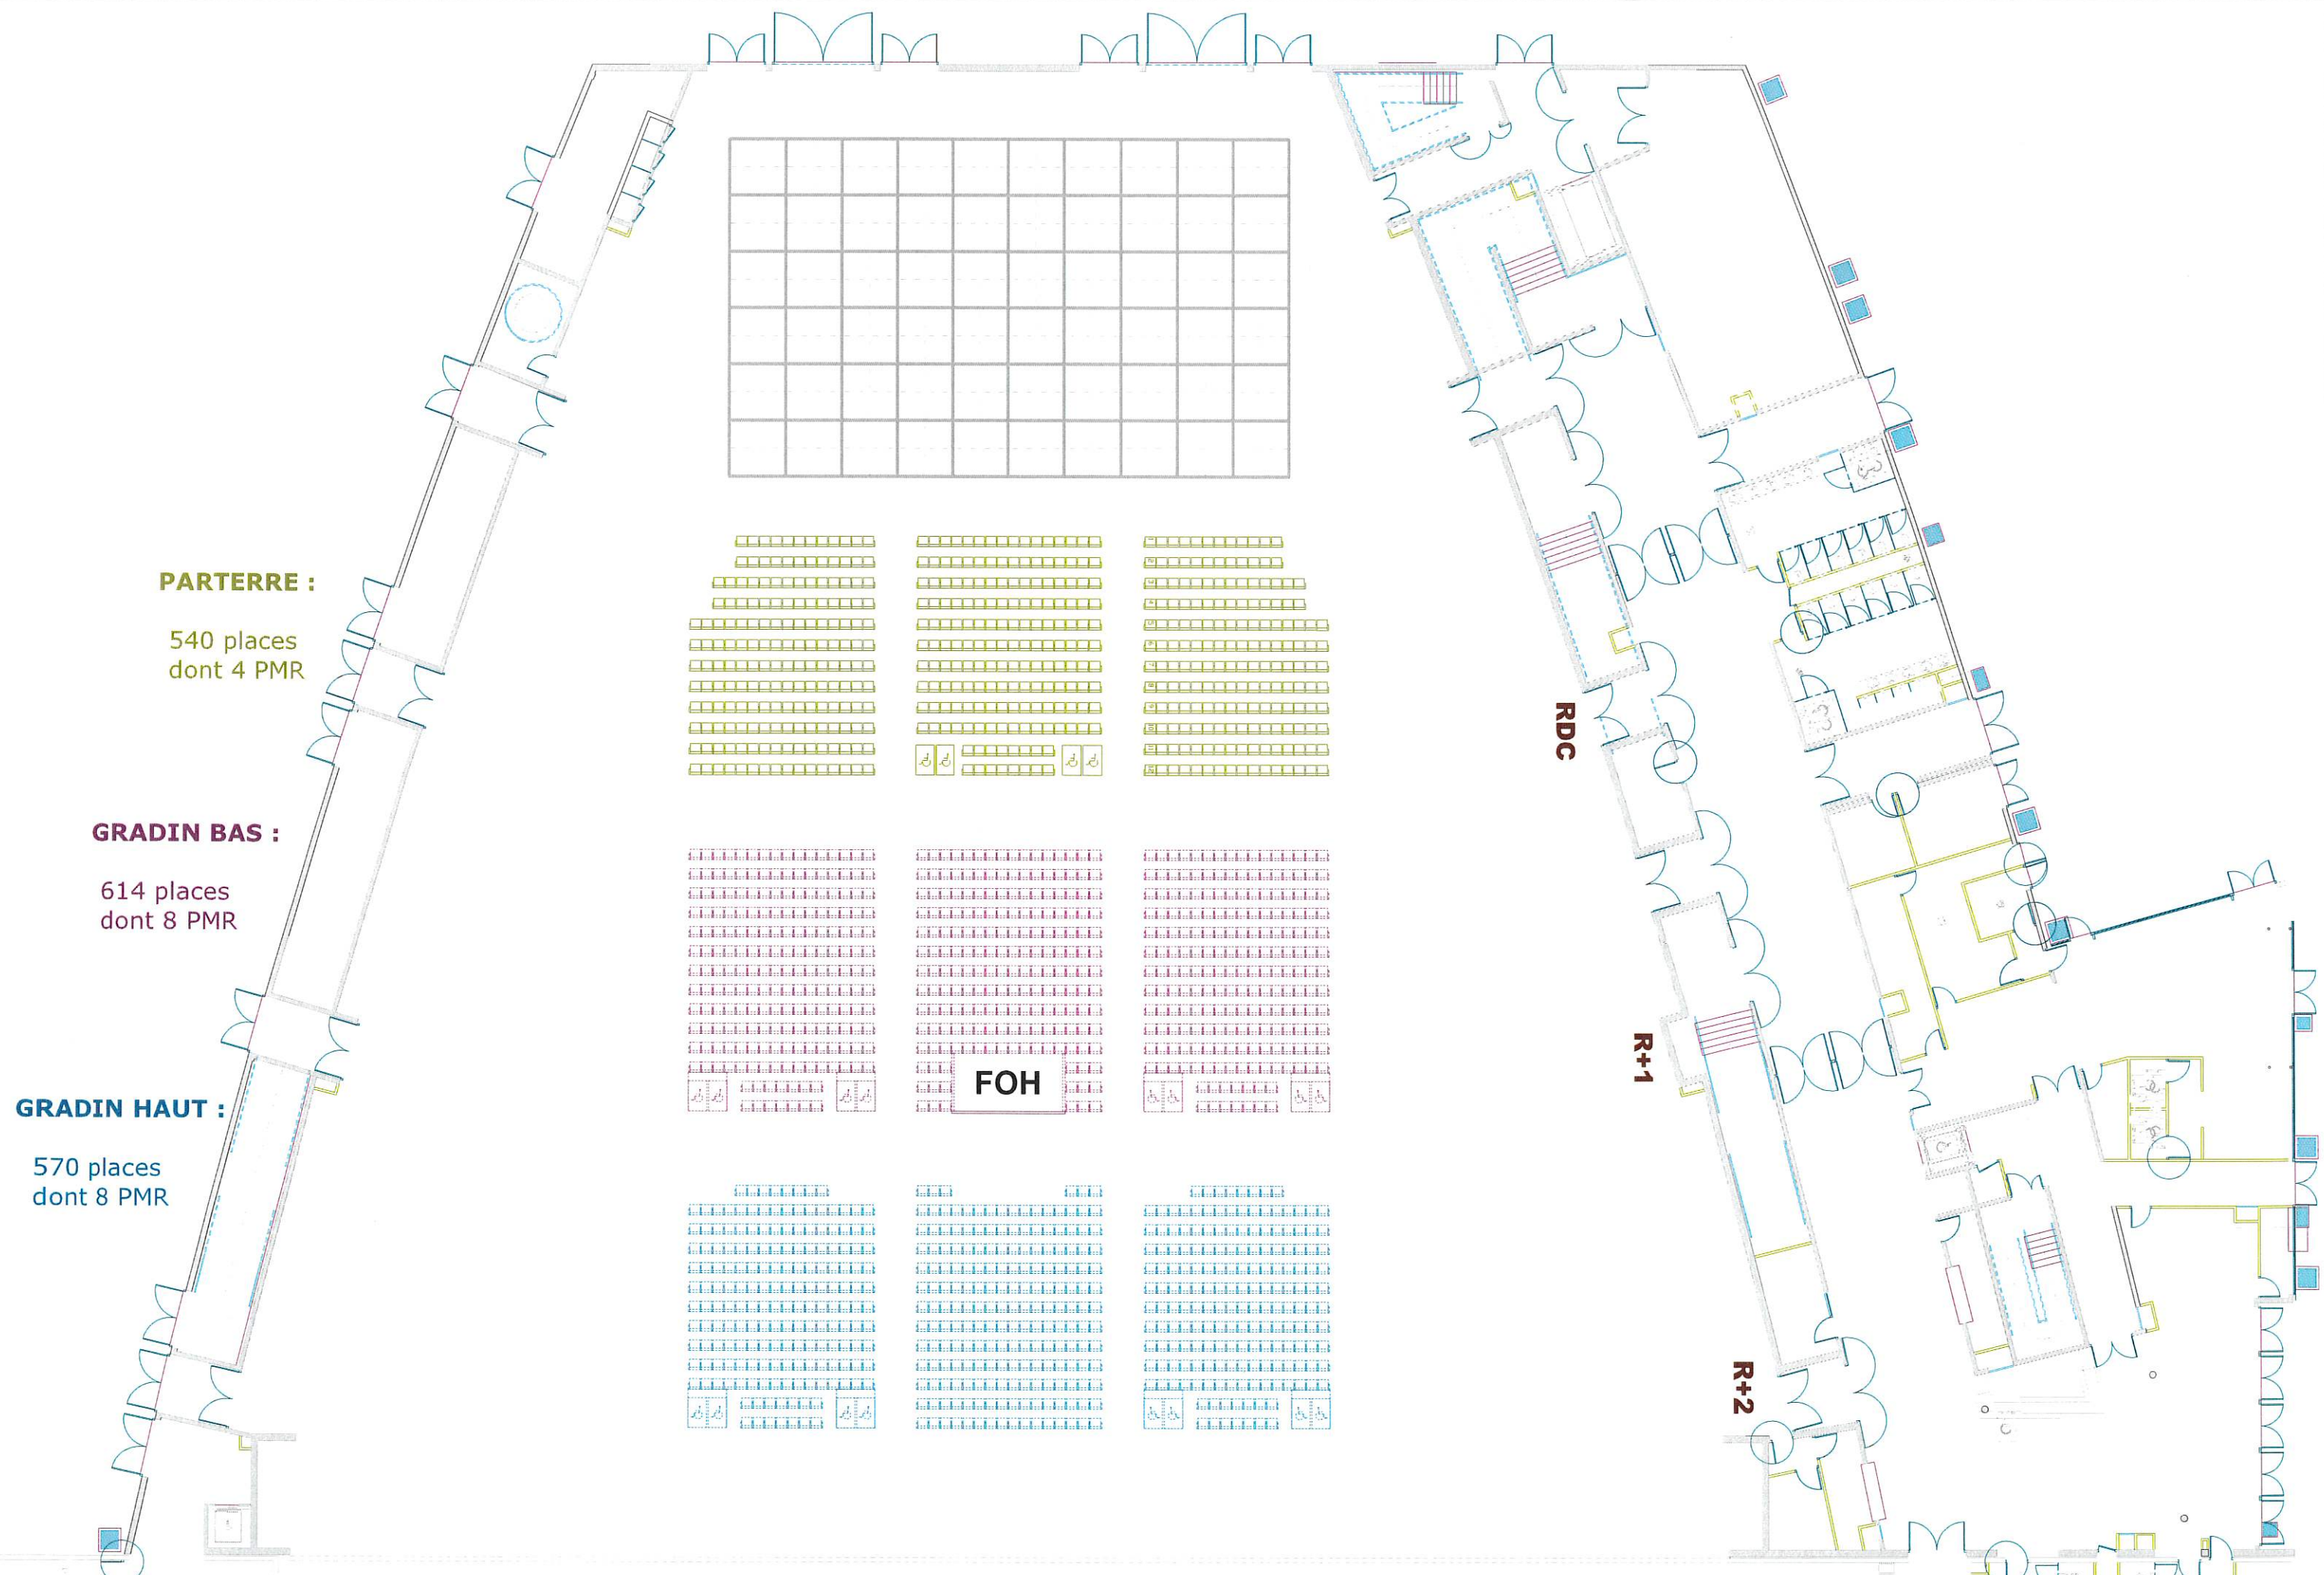 PARTERRE :
540 places
dont 4 PMR
GRADIN BAS :
614 places
dont 8 PMR
GRADIN HAUT :
570 places
dont 8 PMR
FOH
RDC
R+1
R+2